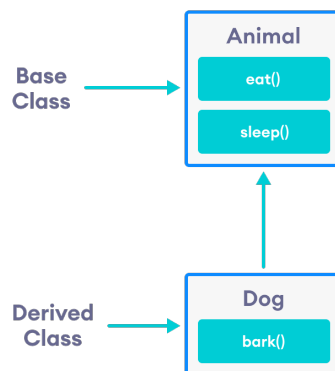 Animal
Base
Class
eat()
sleep()
Derived
Class
Dog
bark()